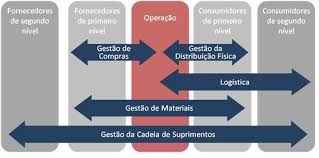 Fornecedores
de segundo
nível
Fornecedores
de primeiro
nível
Operação
Consumidores
de primeiro
nível
Consumidores
de segundo
nível
Gestão de
Compras
Gestão da
Distribuição Física
Logística
Gestão de Materiais
Gestão da Cadeia de Suprimentos